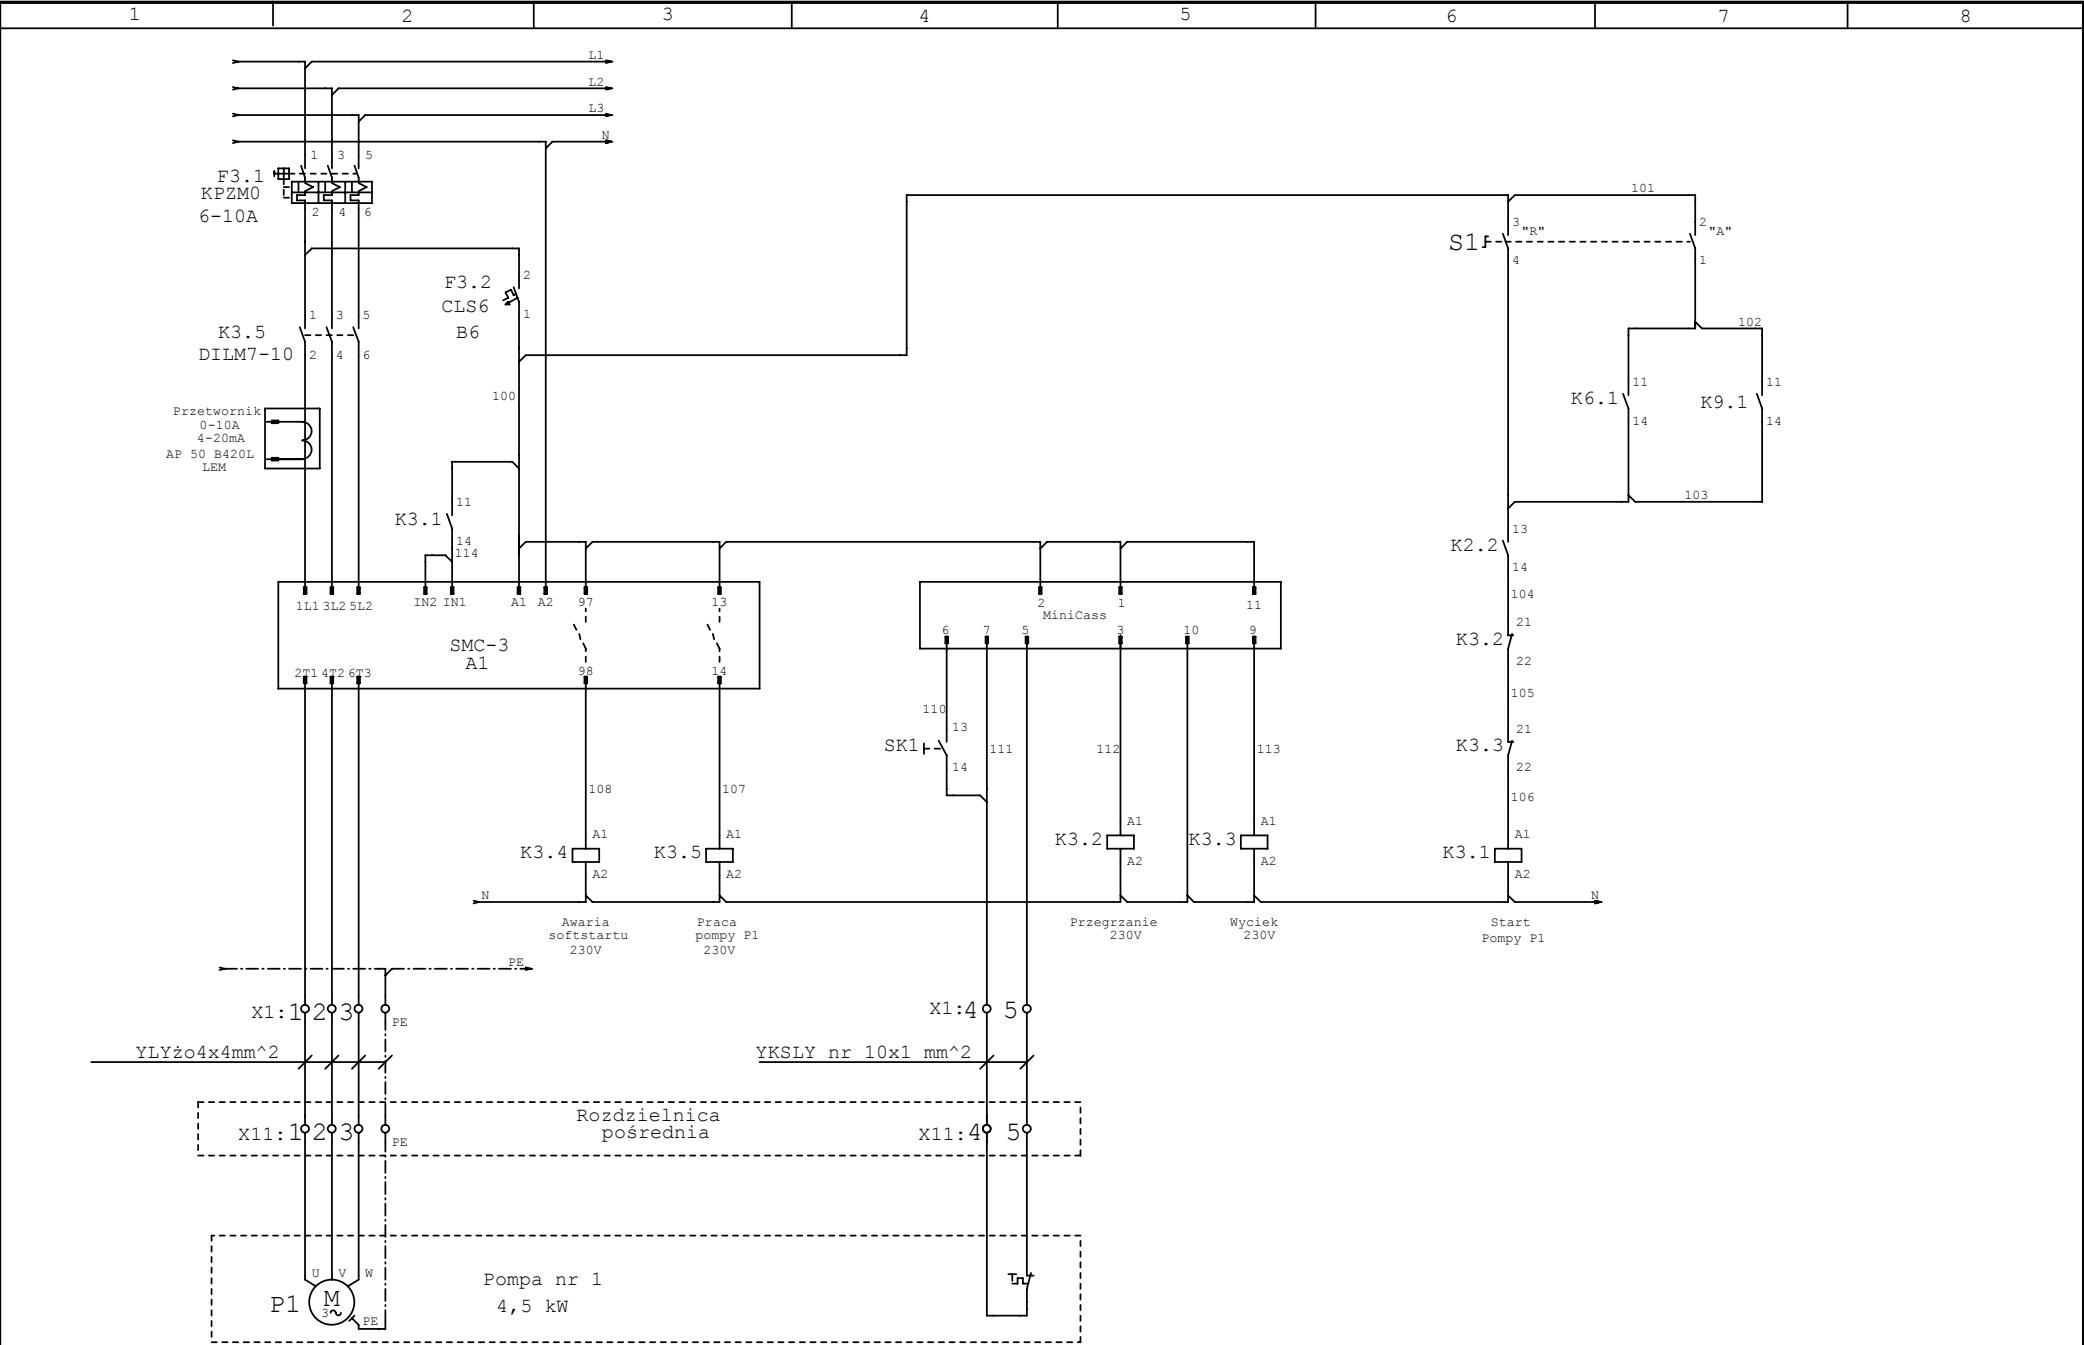 1 2 3 4 5 6 7 8
L1
L2
L3
N
1 3 5
F3.1
KPZM0
6-10A
2 4 6
F3.2
CLS6
B6
2
1
1 3 5
K3.5
DILM7-10
2 4 6
100
Przetwornik
0-10A
4-20mA
AP 50 B420L
LEM
11
K3.1
14
114
1L1 3L2 5L2 IN2 IN1 A1 A2 97 13
SMC-3
A1
2T1 4T2 6T3 98 14
2 1 11
MiniCass
6 7 5 3 10 9
101
S1
3 "R"
4
2 "A"
1
102
11
K6.1
14
11
K9.1
14
103
13
K2.2
14
104
21
K3.2
22
105
21
K3.3
22
106
A1
K3.1
A2
110
13
SK1
14
111
112
113
108
107
A1
K3.4
A2
A1
K3.5
A2
A1
K3.2
A2
A1
K3.3
A2
N
N
Awaria
softstartu
230V
Praca
pompy P1
230V
Przegrzanie
230V
Wyciek
230V
Start
Pompy P1
PE
X1:1 2 3
PE
X1:4 5
YLYżo4x4mm^2
YKSLY nr 10x1 mm^2
Rozdzielnica
pośrednia
X11:1 2 3
PE
X11:4 5
U V W
P1
M
3~
PE
Pompa nr 1
4,5 kW